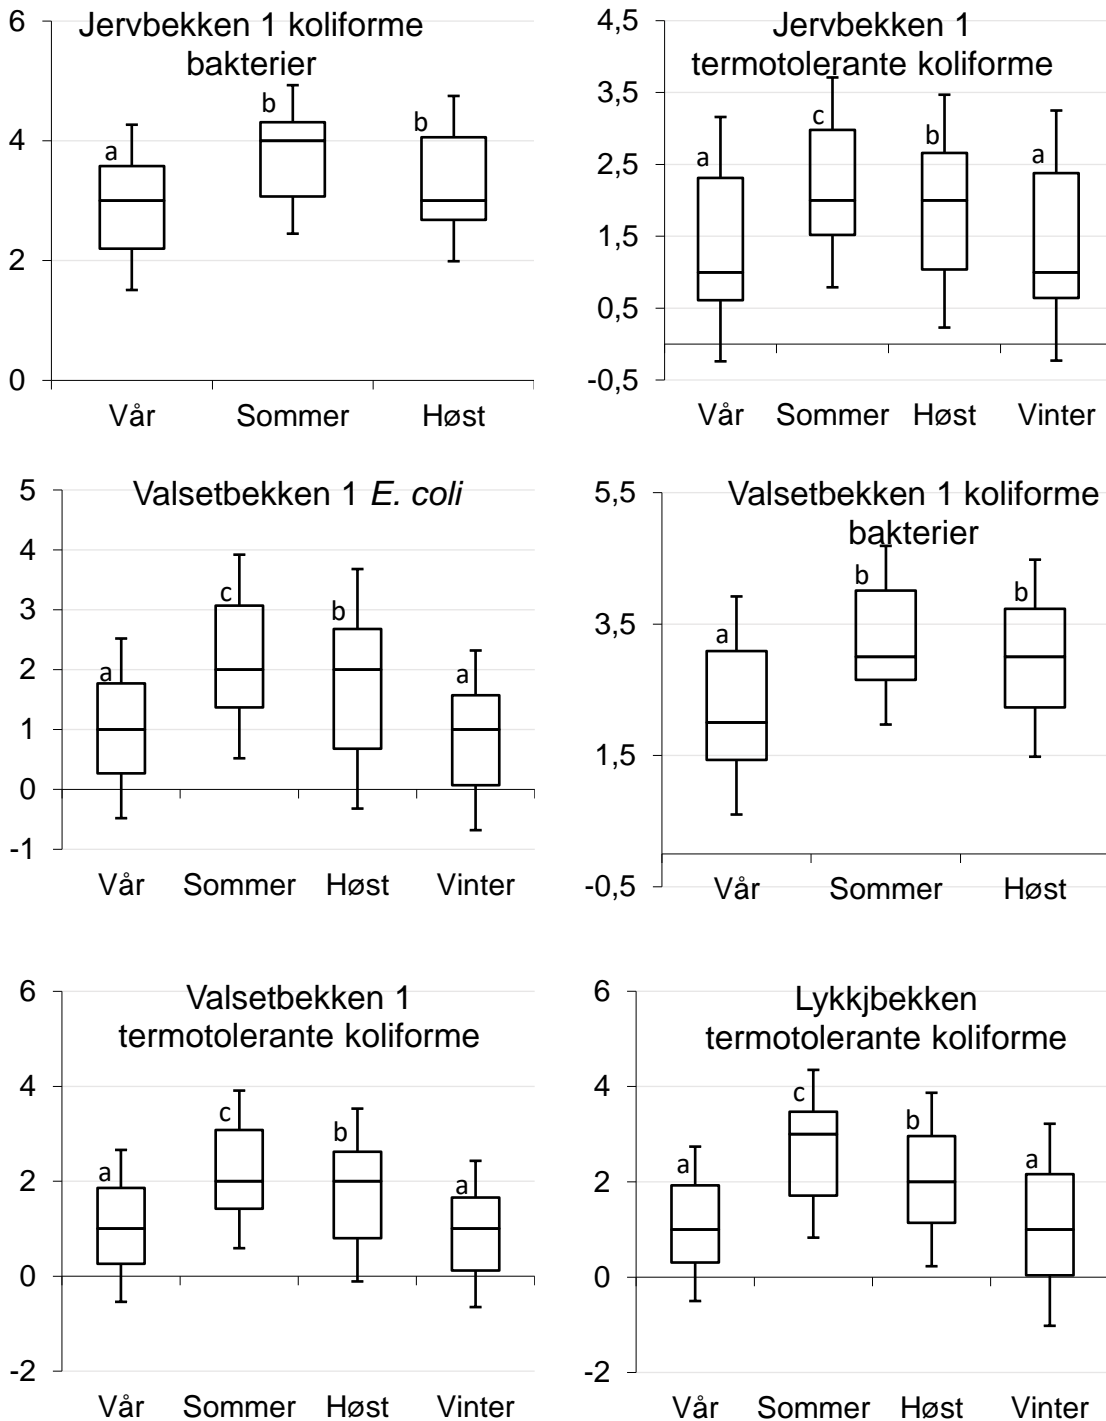 Jervbekken 1 koliforme
bakterier
6
4
2
0
a
b
b
Vår Sommer Høst
Jervbekken 1
termotolerante koliforme
4,5
3,5
2,5
1,5
0,5
-0,5
a
c
b
a
Vår Sommer Høst Vinter
Valsetbekken 1 E. coli
5
4
3
2
1
0
-1
a
c
b
a
Vår Sommer Høst Vinter
Valsetbekken 1 koliforme
bakterier
5,5
3,5
1,5
-0,5
a
b
b
Vår Sommer Høst
Valsetbekken 1
termotolerante koliforme
6
4
2
0
-2
a
c
b
a
Vår Sommer Høst Vinter
Lykkjbekken
termotolerante koliforme
6
4
2
0
-2
a
c
b
a
Vår Sommer Høst Vinter